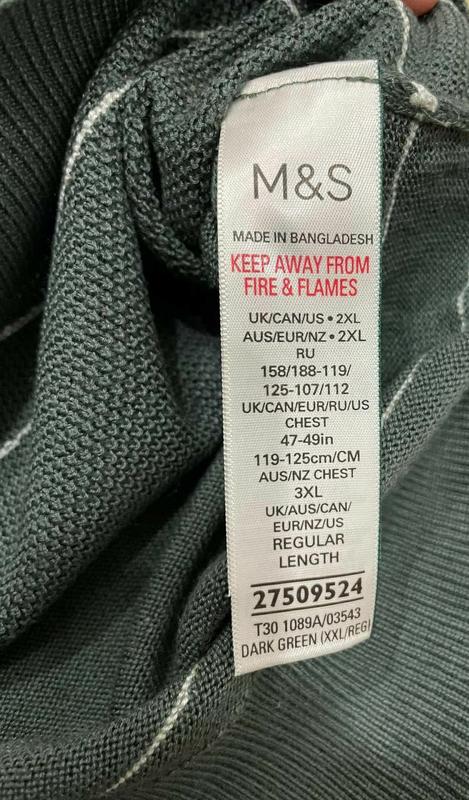 M&S
MADE IN BANGLADESH
KEEP AWAY FROM
FIRE & FLAMES
UK/CAN/US • 2XL
AUS/EUR/NZ • 2XL
RU
158/188-119/
125-107/112
UK/CAN/EUR/RU/US
CHEST
47-49in
119-125cm/CM
AUS/NZ CHEST
3XL
UK/AUS/CAN/
EUR/NZ/US
REGULAR
LENGTH
27509524
T30 1089A/03543
DARK GREEN (XXL/REG)